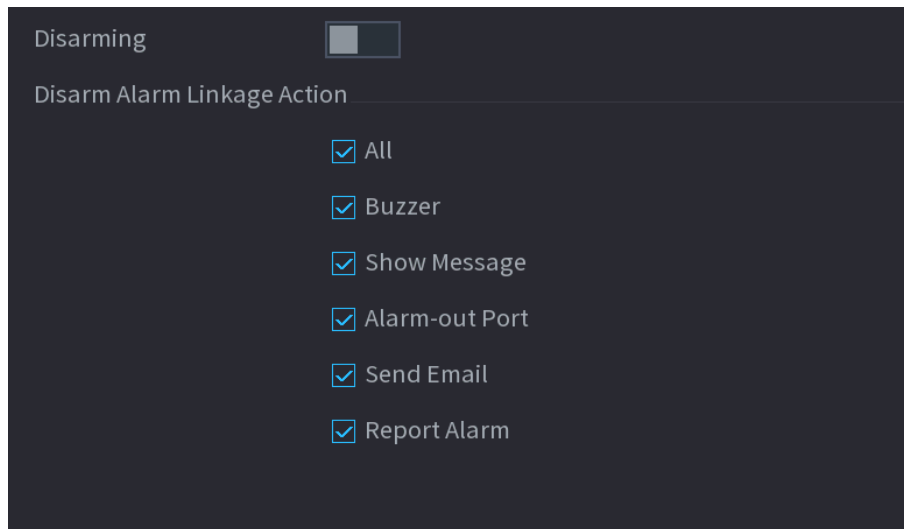 Disarming
Disarm Alarm Linkage Action
All
Buzzer
Show Message
Alarm-out Port
Send Email
Report Alarm